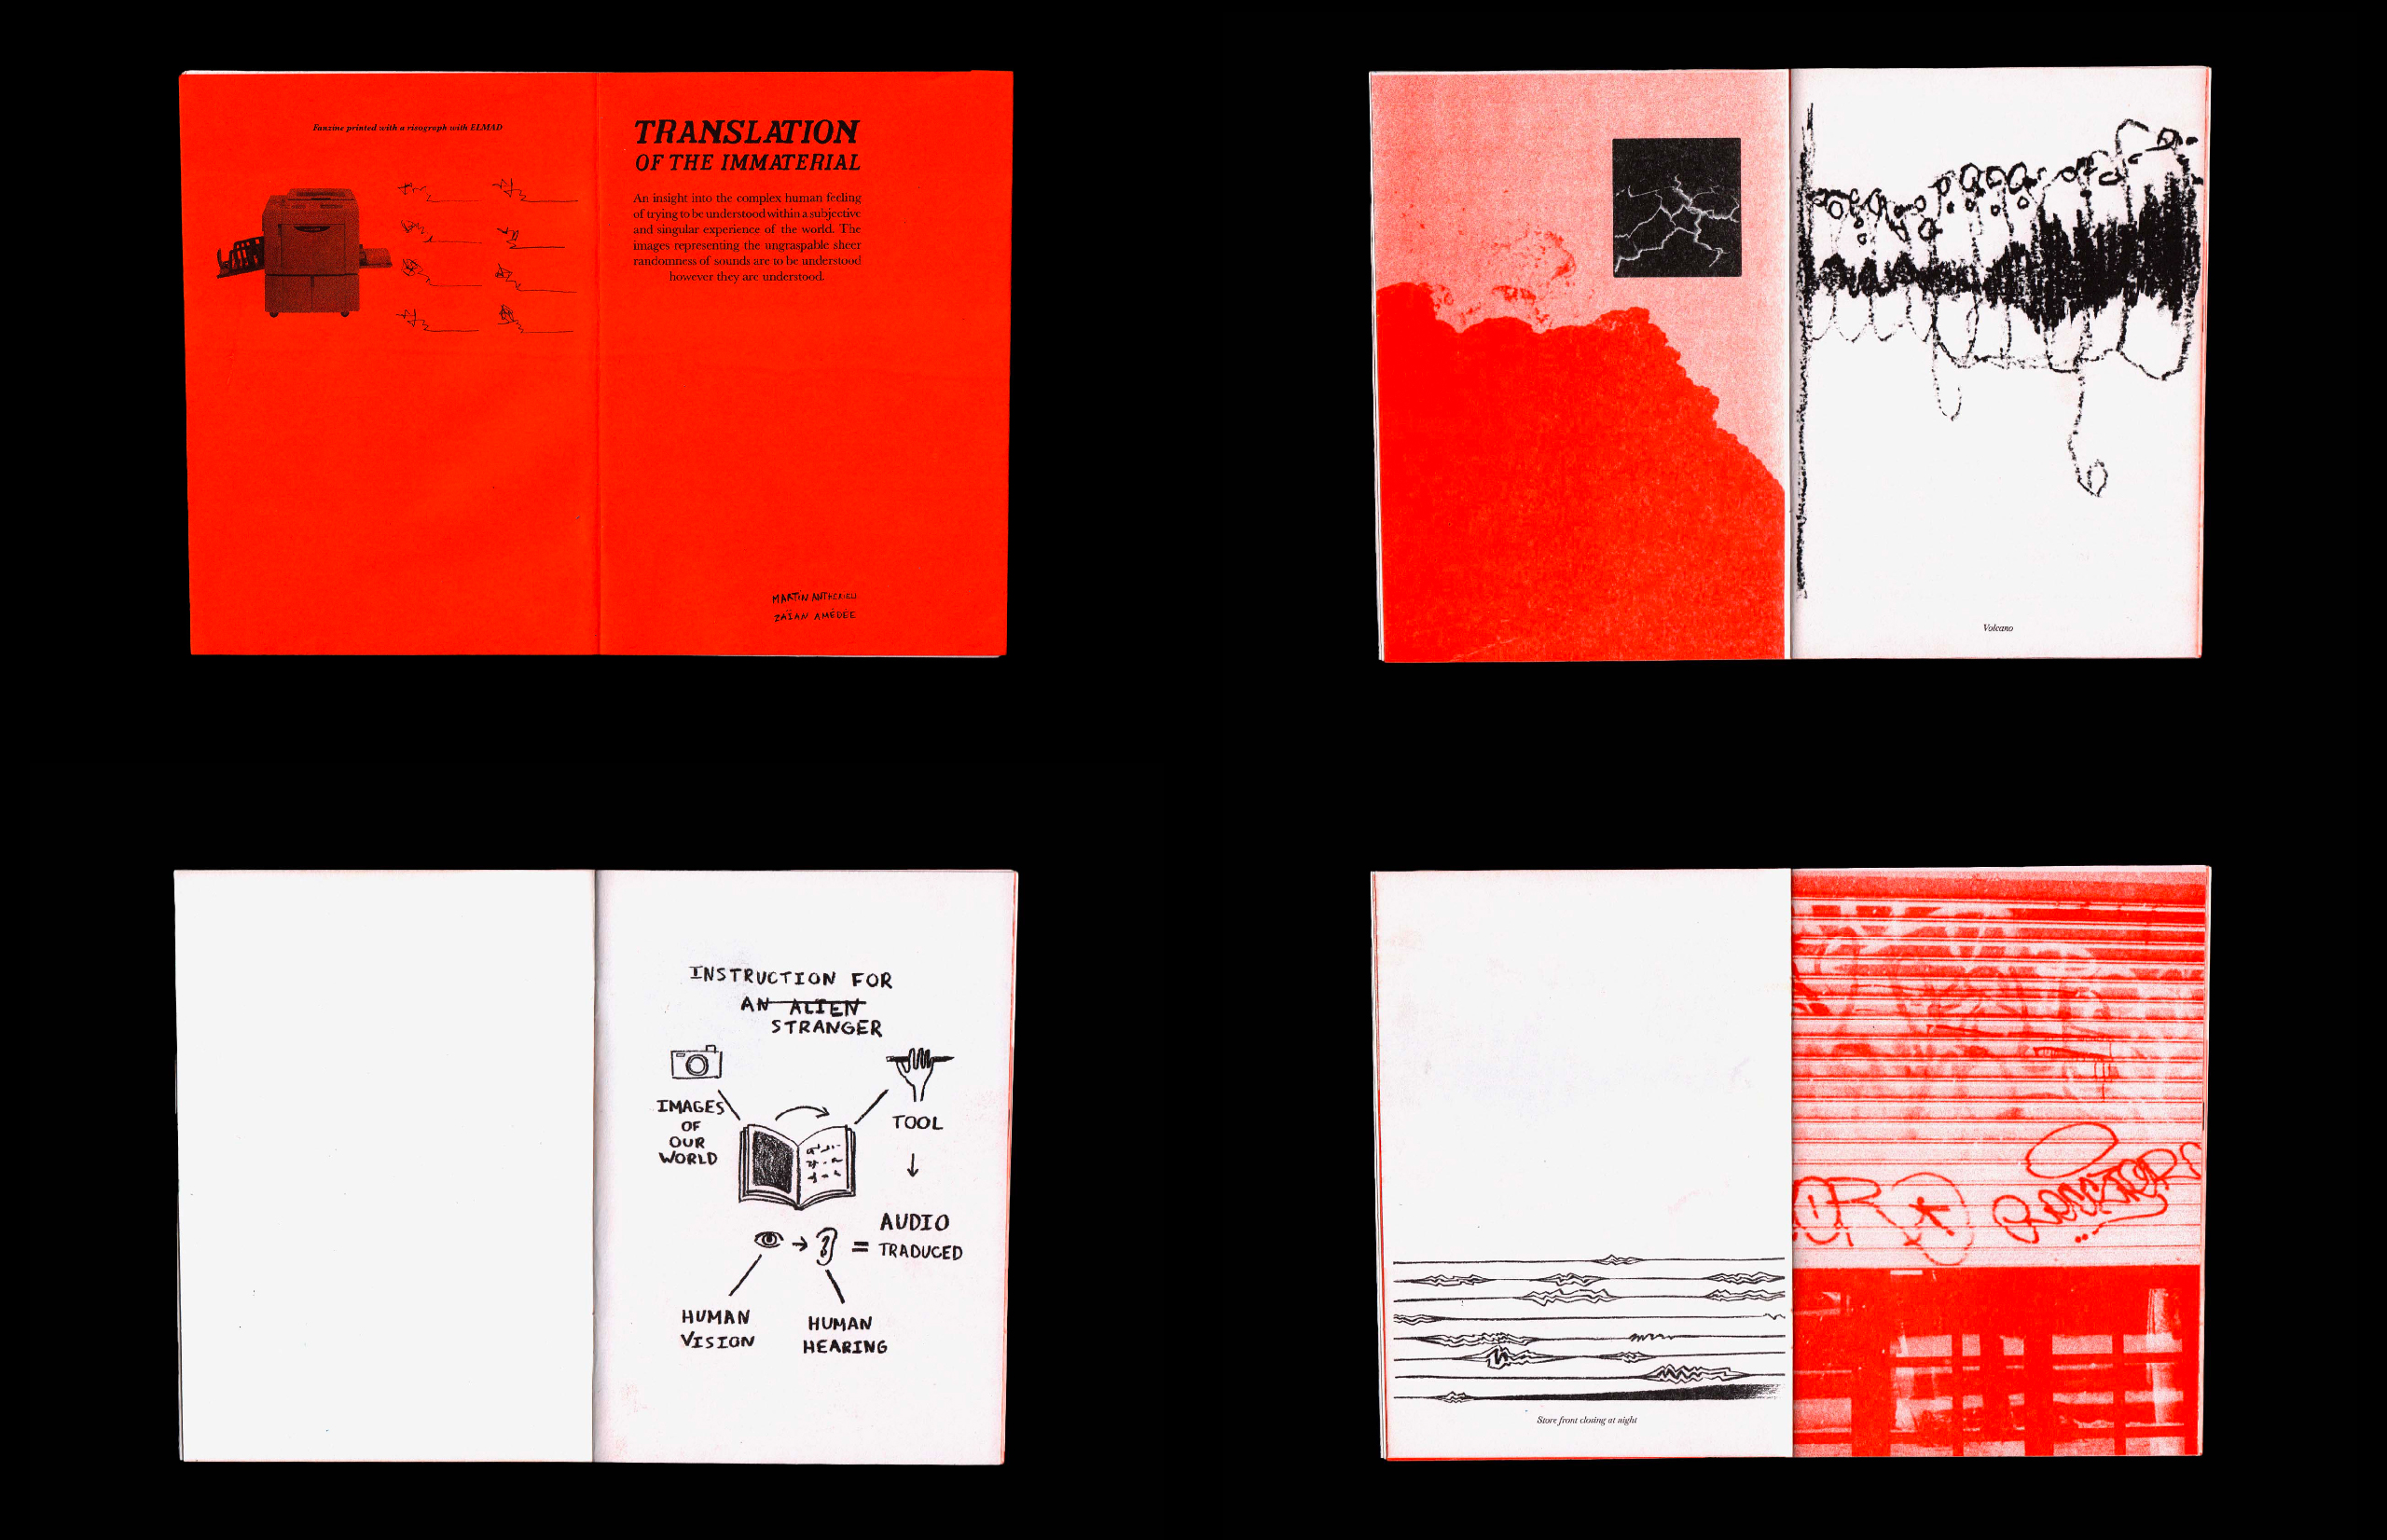 Fanzine printed with a risograph with ELMAD
TRANSLATION
OF THE IMMATERIAL
An insight into the complex human feeling
of trying to be understood within a subjective
and singular experience of the world. The
images representing the ungraspable sheer
randomness of sounds are to be understood
however they are understood.
MARTIN
ZAÏAN AMÉDÉE
Volcano
INSTRUCTION FOR
AN ALIEN
STRANGER
IMAGES
OF
OUR
WORLD
TOOL
AUDIO
= TRADUCED
HUMAN
VISION
HUMAN
HEARING
Store front closing at night